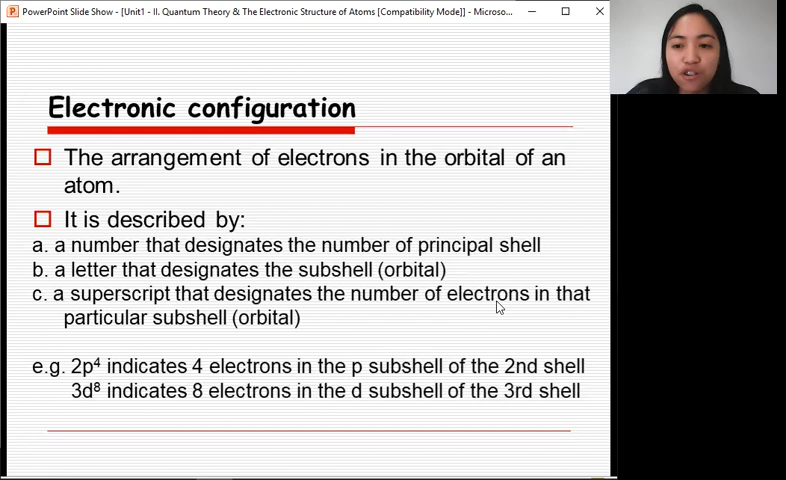 PowerPoint Slide Show - [Unit1 - II. Quantum Theory & The Electronic Structure of Atoms [Compatibility Mode]] - Microso...
Electronic configuration
The arrangement of electrons in the orbital of an
atom.
It is described by:
a. a number that designates the number of principal shell
b. a letter that designates the subshell (orbital)
c. a superscript that designates the number of electrons in that
particular subshell (orbital)
e.g. 2p⁴ indicates 4 electrons in the p subshell of the 2nd shell
3d⁸ indicates 8 electrons in the d subshell of the 3rd shell